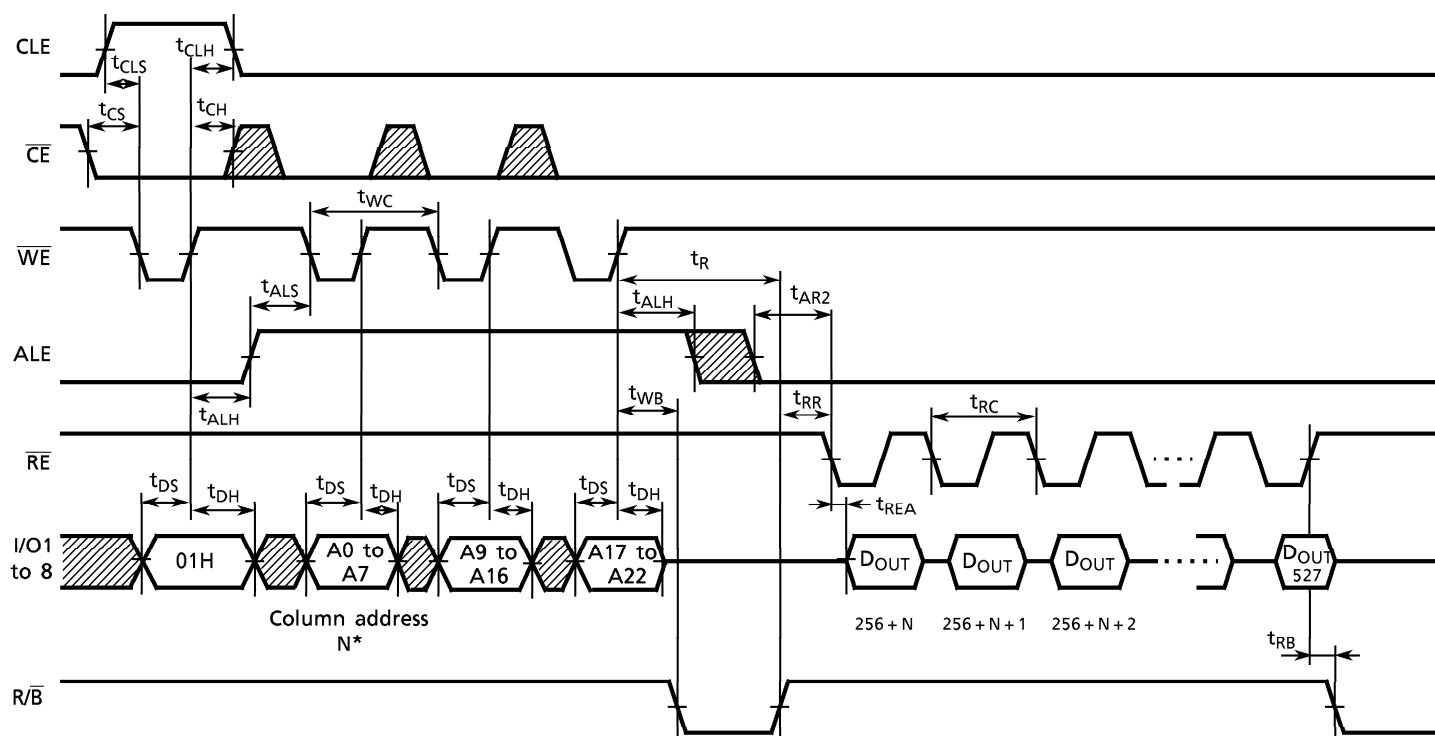 CLE
tCLS
tCLH
tCS
tCH
CE
tWC
WE
tR
tALS
tALH
tAR2
ALE
tALH
tWB
tRR
tRC
RE
tDS
tDH
tDS
tDH
tDS
tDH
tDS
tDH
tREA
I/O1
to 8
01H
A0 to
A7
A9 to
A16
A17 to
A22
DOUT
DOUT
DOUT
DOUT
527
Column address
N*
256 + N
256 + N + 1
256 + N + 2
tRB
R/B